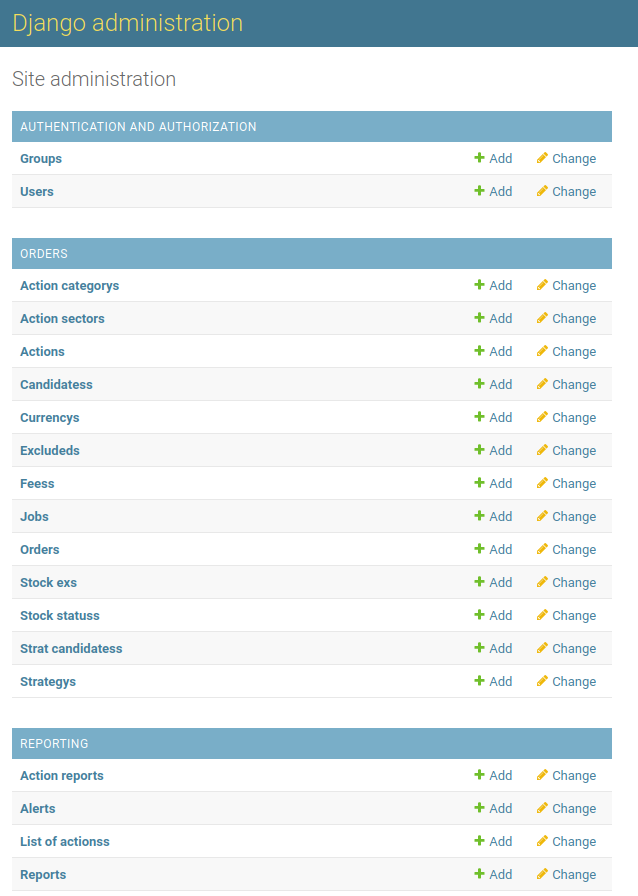 Django administration
Site administration
AUTHENTICATION AND AUTHORIZATION
Groups Add Change
Users Add Change
ORDERS
Action categorys Add Change
Action sectors Add Change
Actions Add Change
Candidatess Add Change
Currencys Add Change
Excludeds Add Change
Feess Add Change
Jobs Add Change
Orders Add Change
Stock exs Add Change
Stock statuss Add Change
Strat candidatess Add Change
Strategys Add Change
REPORTING
Action reports Add Change
Alerts Add Change
List of actionss Add Change
Reports Add Change